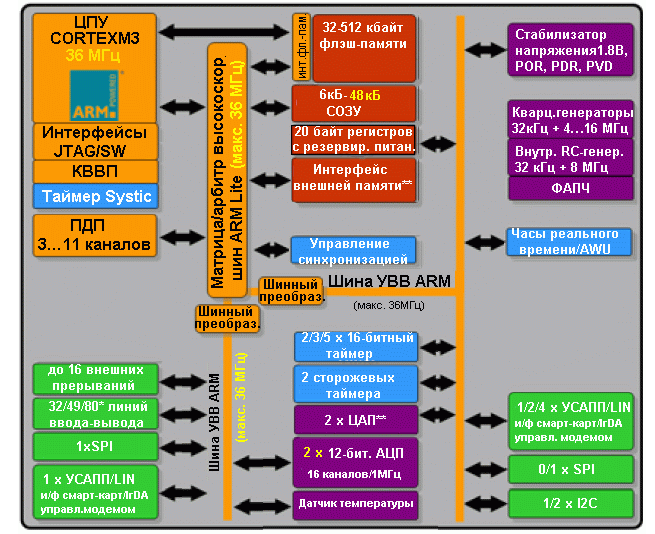 ЦПУ
CORTEXM3
36 МГц
ARM POWERED
Интерфейсы
JTAG/SW
КВВП
Таймер Systic
ПДП
3...11 каналов
Матрица/арбитр высокоскор.
шин ARM Lite (макс. 36 МГц)
инт.фл.-пам.
32-512 кбайт
флэш-памяти
6кБ-48кБ
СОЗУ
20 байт регистров
с резервир. питан.
Интерфейс
внешней памяти**
Управление
синхронизацией
Стабилизатор
напряжения1.8В,
POR, PDR, PVD
Кварц.генераторы
32кГц + 4...16 МГц
Внутр. RC-генер.
32 кГц + 8 МГц
ФАПЧ
Часы реального
времени/AWU
Шинный
преобраз.
Шина УВВ ARM
(макс. 36МГц)
Шинный
преобраз.
Шина УВВ ARM
(макс. 36 МГц)
до 16 внешних
прерываний
32/49/80* линий
ввода-вывода
1xSPI
1 x УСАПП/LIN
и/ф смарт-карт/IrDA
управл.модемом
2/3/5 x 16-битный
таймер
2 сторожевых
таймера
2 x ЦАП**
2 x 12-бит. АЦП
16 каналов/1МГц
Датчик температуры
1/2/4 x УСАПП/LIN
и/ф смарт-карт/IrDA
управл. модемом
0/1 x SPI
1/2 x I2C